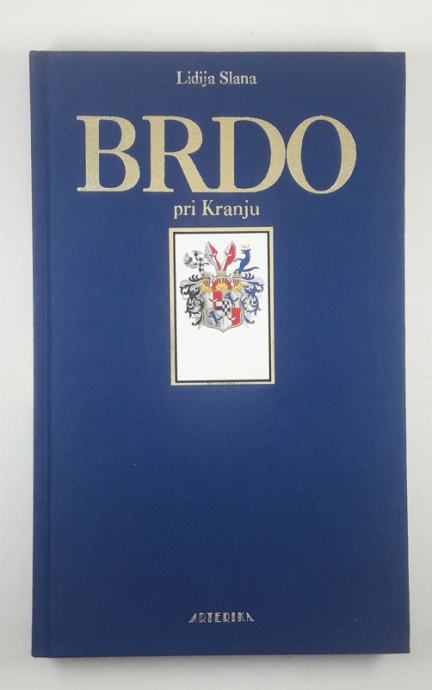 Lidija Slana
BRDO
pri Kranju
ARTERIKA